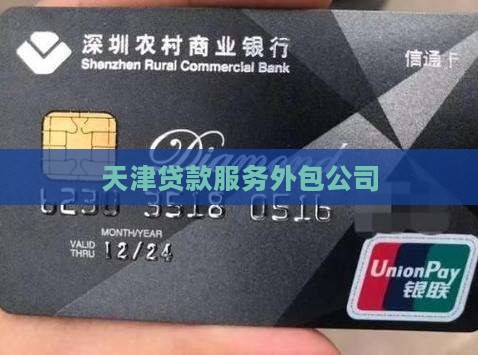 深圳农村商业银行
Shenzhen Rural Commercial Bank
信通卡
Diamond
天津贷款服务外包公司
6230 3518 0516
MONTH/YEAR
VALID THRU 12/24
UnionPay
银联